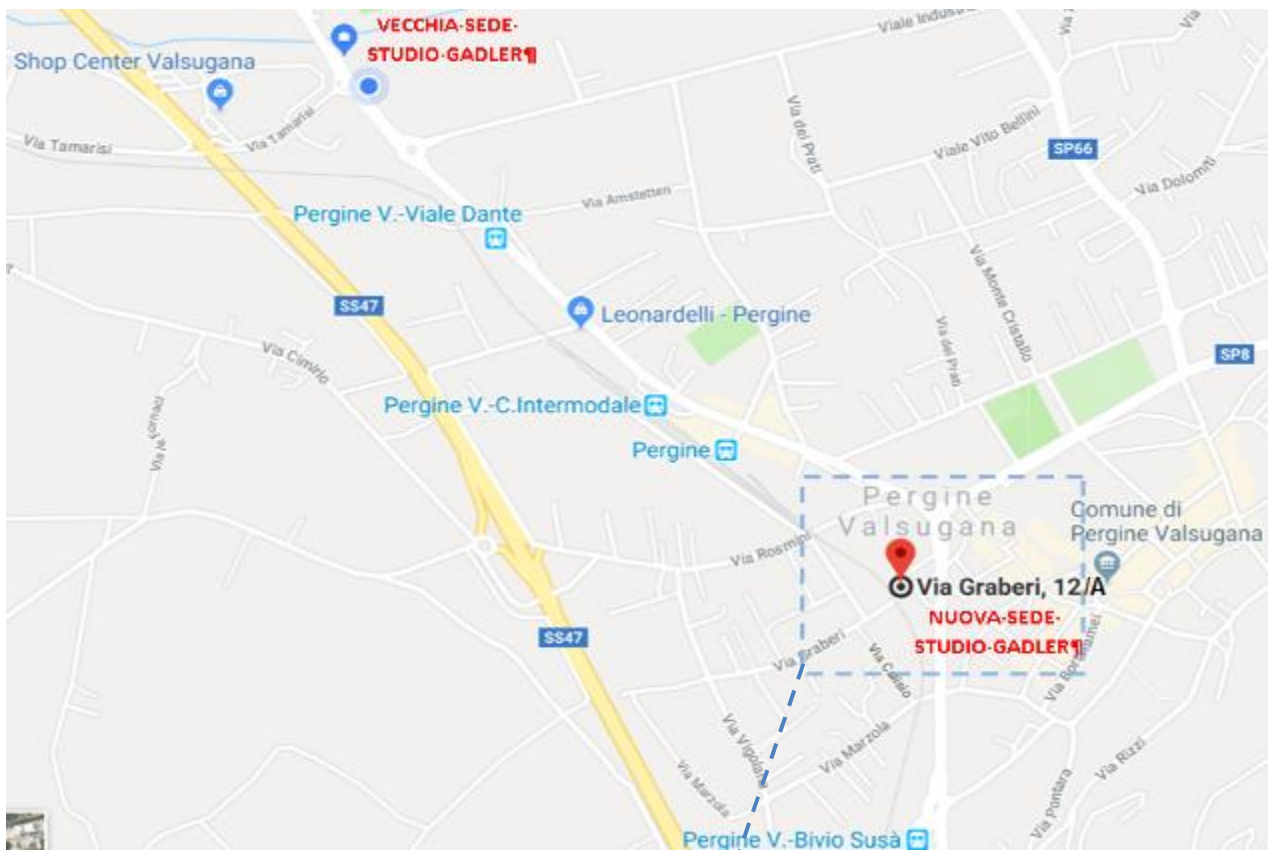 VECCHIA·SEDE·
STUDIO·GADLER¶
Viale Indust
Via
Shop Center Valsugana
Via Tamarisi
Via Tamarisi
Via dei Prati
Viale Vito Bellini
SP66
Via Dolomiti
Via Amstetten
Pergine V.-Viale Dante
Via Monte Cristallo
SS47
Leonardelli - Pergine
Via dei Prati
SP8
Via Cimirlo
Pergine V.-C.Intermodale
Via le Fornaci
Pergine
Pergine
Valsugana
Comune di
Pergine Valsugana
Via Rosmini
Via Graberi, 12/A
NUOVA·SEDE·
STUDIO·GADLER¶
SS47
Via Graberi
Via Calielo
Via Vigolana
Via Marzola
Via Rizzi
Via Marzola
Via Pontara
Pergine V.-Bivio Susà